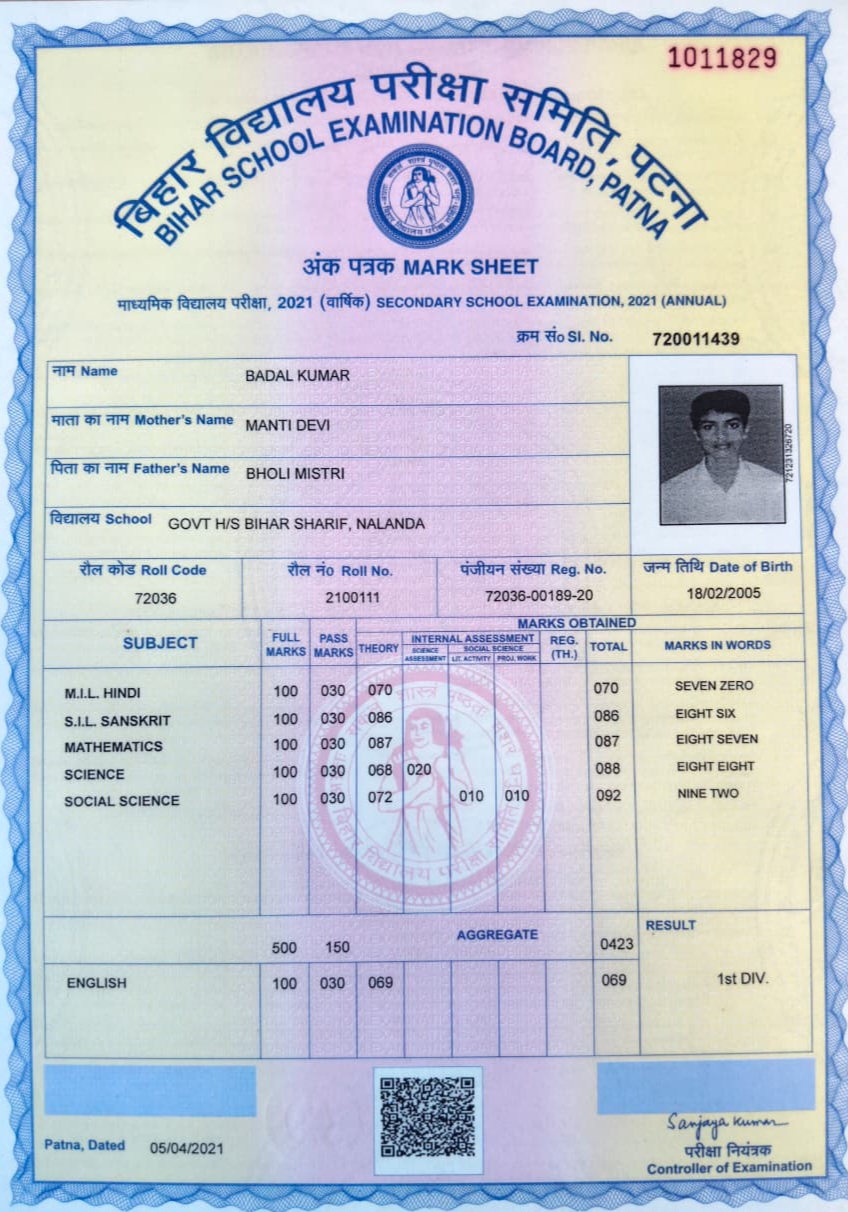 1011829
बिहार विद्यालय परीक्षा समिति, पटना
BIHAR SCHOOL EXAMINATION BOARD, PATNA
अंक पत्रक MARK SHEET
माध्यमिक विद्यालय परीक्षा, 2021 (वार्षिक) SECONDARY SCHOOL EXAMINATION, 2021 (ANNUAL)
क्रम सं० Sl. No. 720011439
नाम Name BADAL KUMAR
माता का नाम Mother's Name MANTI DEVI
पिता का नाम Father's Name BHOLI MISTRI
721231326720
विद्यालय School GOVT H/S BIHAR SHARIF, NALANDA
रौल कोड Roll Code रौल नं० Roll No. पंजीयन संख्या Reg. No. जन्म तिथि Date of Birth
72036 2100111 72036-00189-20 18/02/2005
MARKS OBTAINED
SUBJECT FULL MARKS PASS MARKS THEORY INTERNAL ASSESSMENT REG. (TH.) TOTAL MARKS IN WORDS
SCIENCE ASSESSMENT SOCIAL SCIENCE
LIT. ACTIVITY PROJ. WORK
M.I.L. HINDI 100 030 070 070 SEVEN ZERO
S.I.L. SANSKRIT 100 030 086 086 EIGHT SIX
MATHEMATICS 100 030 087 087 EIGHT SEVEN
SCIENCE 100 030 068 020 088 EIGHT EIGHT
SOCIAL SCIENCE 100 030 072 010 010 092 NINE TWO
बिहार विद्यालय परीक्षा समिति
500 150 AGGREGATE 0423 RESULT
ENGLISH 100 030 069 069 1st DIV.
Sanjaya Kumar
Patna, Dated 05/04/2021
परीक्षा नियंत्रक
Controller of Examination